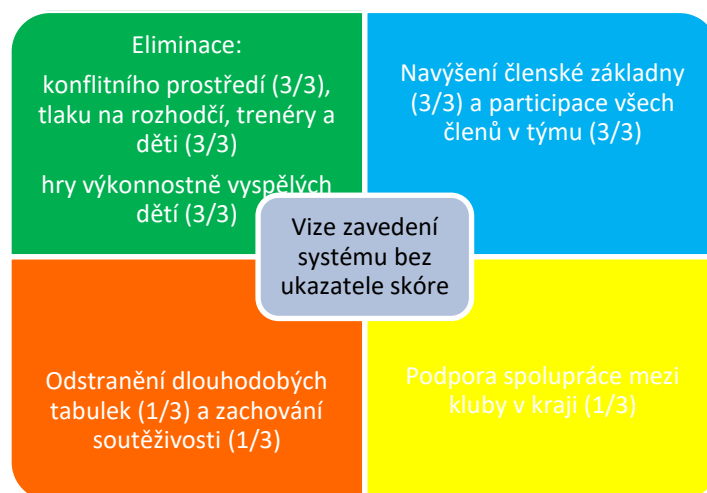 Eliminace:
konflitního prostředí (3/3),
tlaku na rozhodčí, trenéry a
děti (3/3)
hry výkonnostně vyspělých
dětí (3/3)
Navýšení členské základny
(3/3) a participace všech
členů v týmu (3/3)
Vize zavedení
systému bez
ukazatele skóre
Odstranění dlouhodobých
tabulek (1/3) a zachování
soutěživosti (1/3)
Podpora spolupráce mezi
kluby v kraji (1/3)